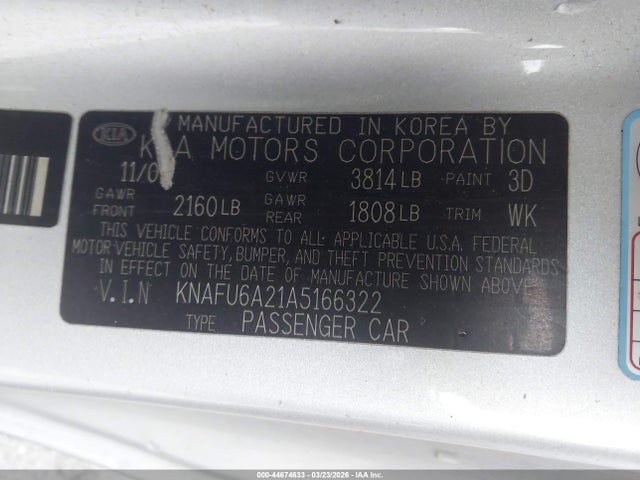 KIA
MANUFACTURED IN KOREA BY
KIA MOTORS CORPORATION
11/0 GVWR 3814 LB PAINT 3D
GAWR FRONT 2160 LB GAWR REAR 1808 LB TRIM WK
THIS VEHICLE CONFORMS TO ALL APPLICABLE U.S.A. FEDERAL
MOTOR VEHICLE SAFETY, BUMPER, AND THEFT PREVENTION STANDARDS
IN EFFECT ON THE DATE OF MANUFACTURE SHOWN ABOVE
V.I.N KNAFU6A21A5166322
TYPE PASSENGER CAR
000-44674633 - 03/23/2026 - IAA Inc.